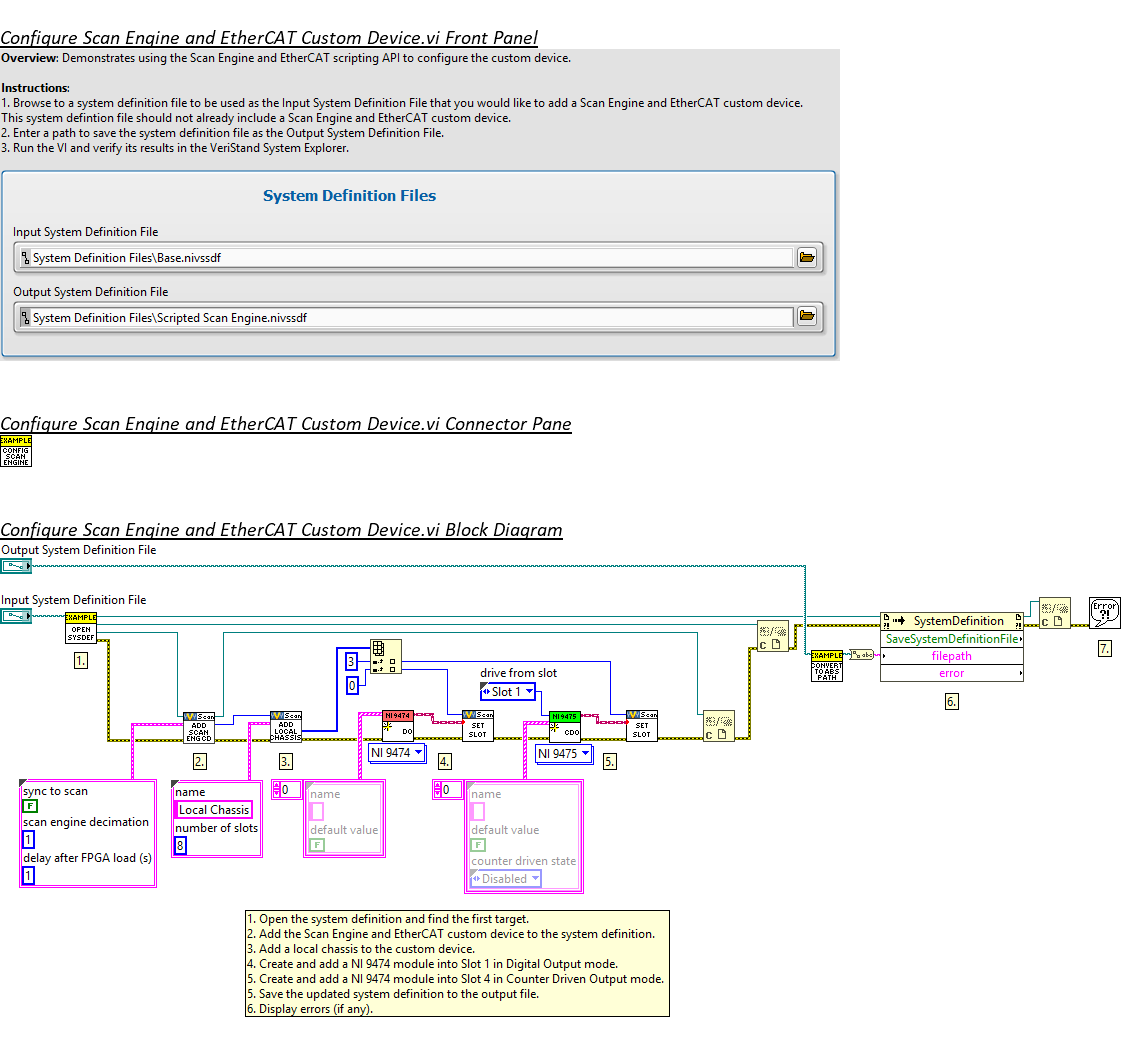 Configure Scan Engine and EtherCAT Custom Device.vi Front Panel
Overview: Demonstrates using the Scan Engine and EtherCAT scripting API to configure the custom device.
Instructions:
1. Browse to a system definition file to be used as the Input System Definition File that you would like to add a Scan Engine and EtherCAT custom device.
This system defintion file should not already include a Scan Engine and EtherCAT custom device.
2. Enter a path to save the system definition file as the Output System Definition File.
3. Run the VI and verify its results in the VeriStand System Explorer.
System Definition Files
Input System Definition File
System Definition Files\Base.nivssdf
Output System Definition File
System Definition Files\Scripted Scan Engine.nivssdf
Configure Scan Engine and EtherCAT Custom Device.vi Connector Pane
EXAMPLE
CONFIG
SCAN
ENGINE
Configure Scan Engine and EtherCAT Custom Device.vi Block Diagram
Output System Definition File
Input System Definition File
EXAMPLE
OPEN
SYSDEF
1.
Scan
ADD
SCAN
ENG CD
2.
Scan
ADD
LOCAL
CHASSIS
3.
3
0
NI 9474
DO
NI 9474
Scan
SET
SLOT
4.
drive from slot
Slot 1
NI 9475
CDO
NI 9475
Scan
SET
SLOT
5.
EXAMPLE
CONVERT
TO ABS
PATH
abc
SystemDefinition
SaveSystemDefinitionFile
filepath
error
6.
Error
?!
7.
sync to scan
F
scan engine decimation
1
delay after FPGA load (s)
1
name
Local Chassis
number of slots
8
0
name
default value
F
0
name
default value
F
counter driven state
Disabled
1. Open the system definition and find the first target.
2. Add the Scan Engine and EtherCAT custom device to the system definition.
3. Add a local chassis to the custom device.
4. Create and add a NI 9474 module into Slot 1 in Digital Output mode.
5. Create and add a NI 9474 module into Slot 4 in Counter Driven Output mode.
5. Save the updated system definition to the output file.
6. Display errors (if any).